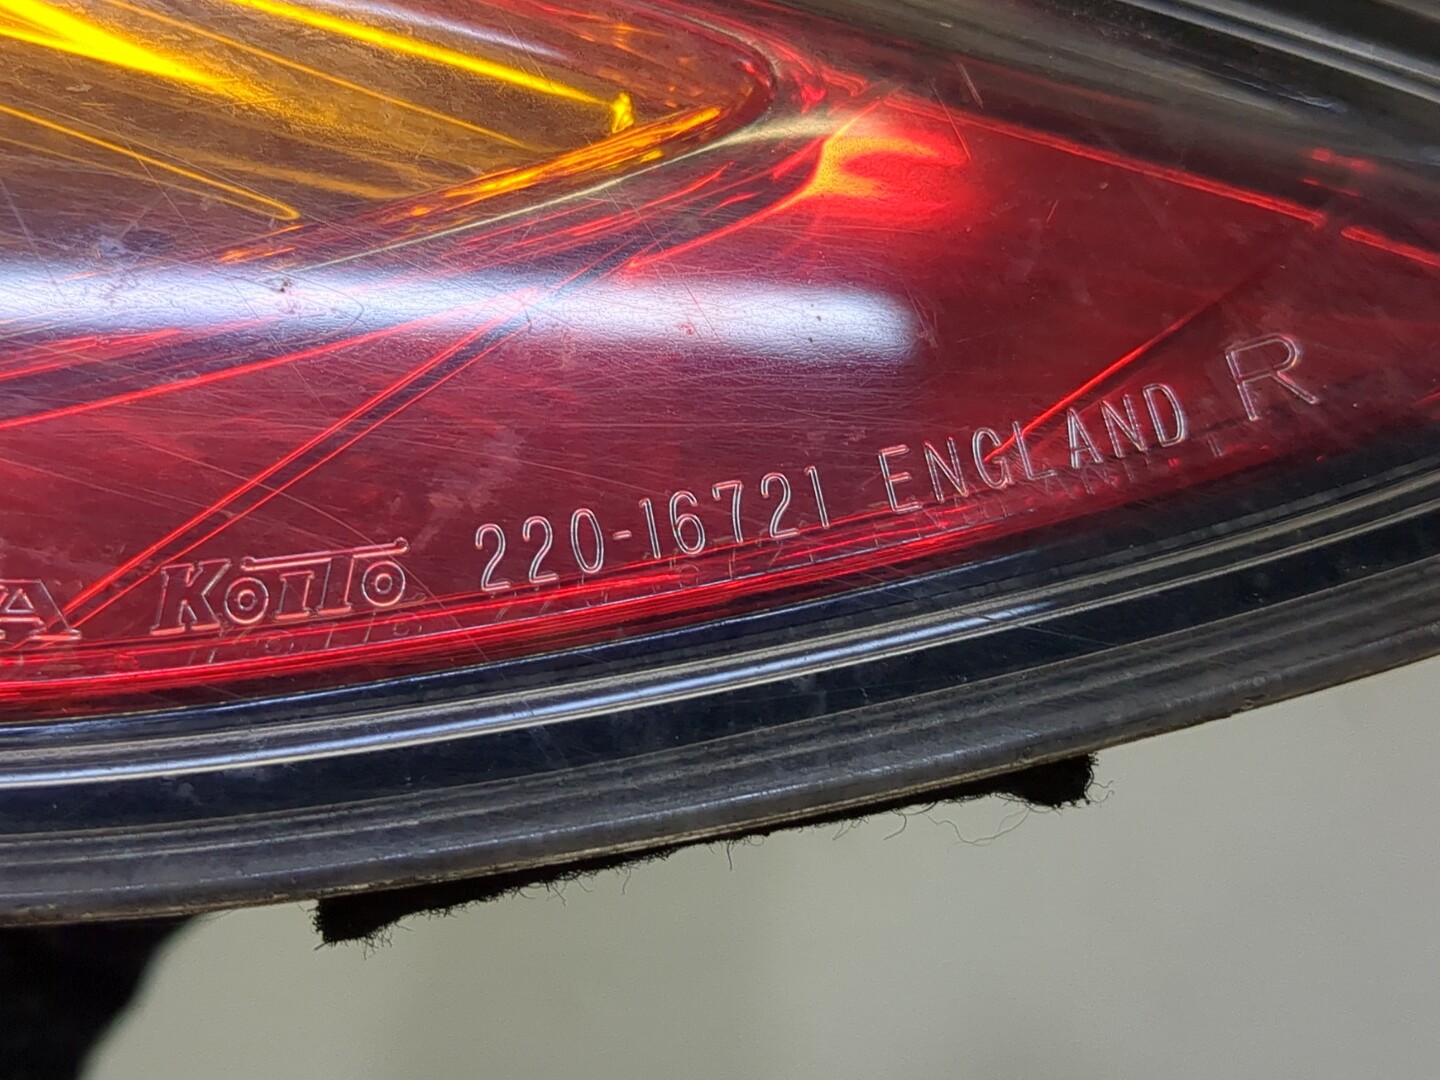 A KOITO 220-16721 ENGLAND R